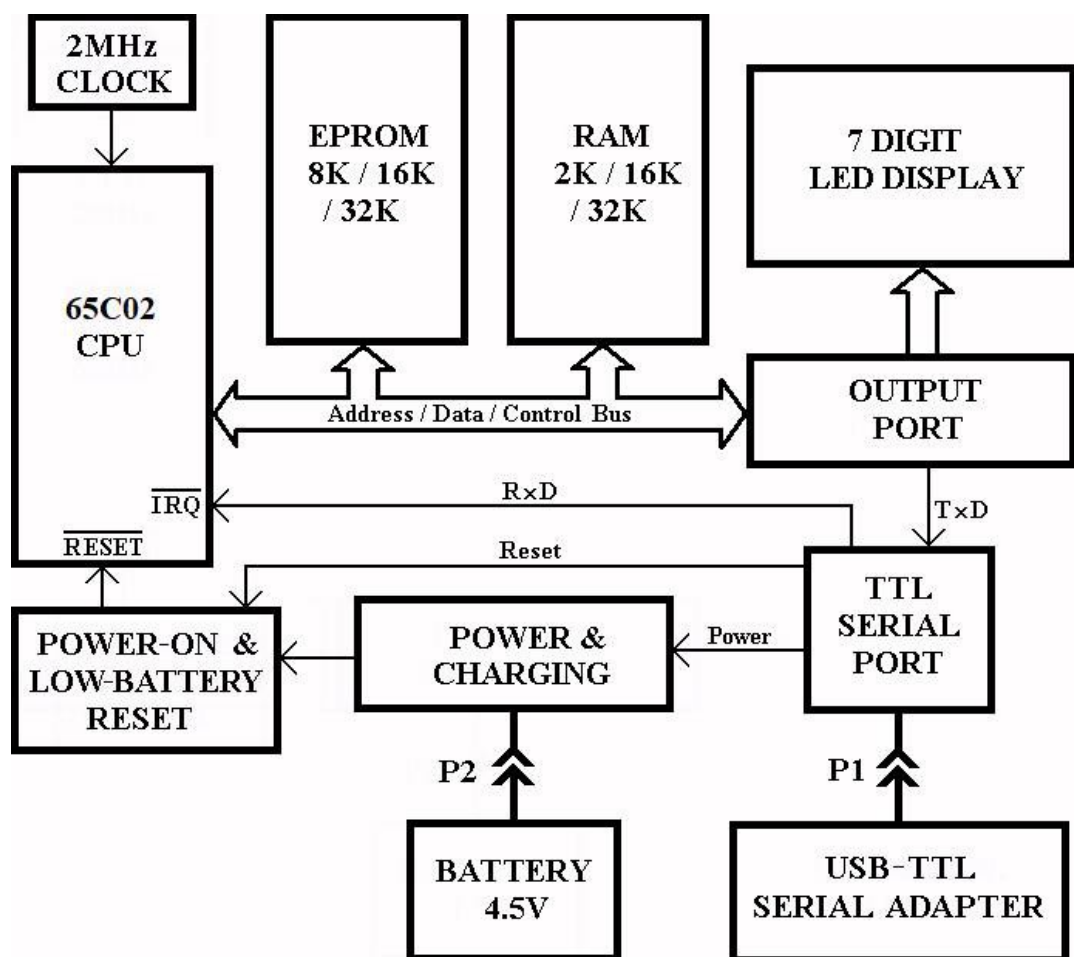 2MHz
CLOCK
EPROM
8K / 16K
/ 32K
RAM
2K / 16K
/ 32K
7 DIGIT
LED DISPLAY
65C02
CPU
Address / Data / Control Bus
OUTPUT
PORT
IRQ
RxD
TxD
RESET
Reset
TTL
SERIAL
PORT
POWER-ON &
LOW-BATTERY
RESET
POWER &
CHARGING
Power
P2
P1
BATTERY
4.5V
USB-TTL
SERIAL ADAPTER